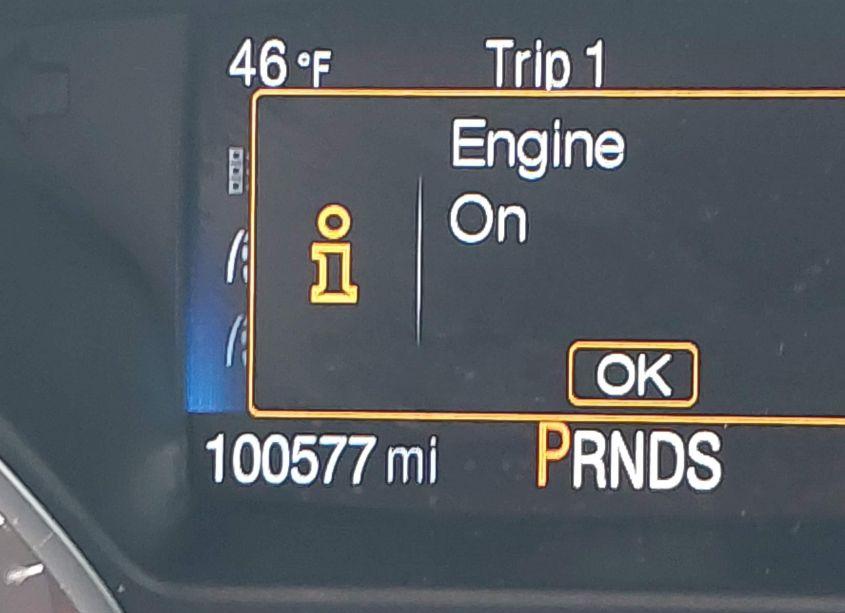 46 °F Trip 1
Engine
On
OK
100577 mi PRNDS